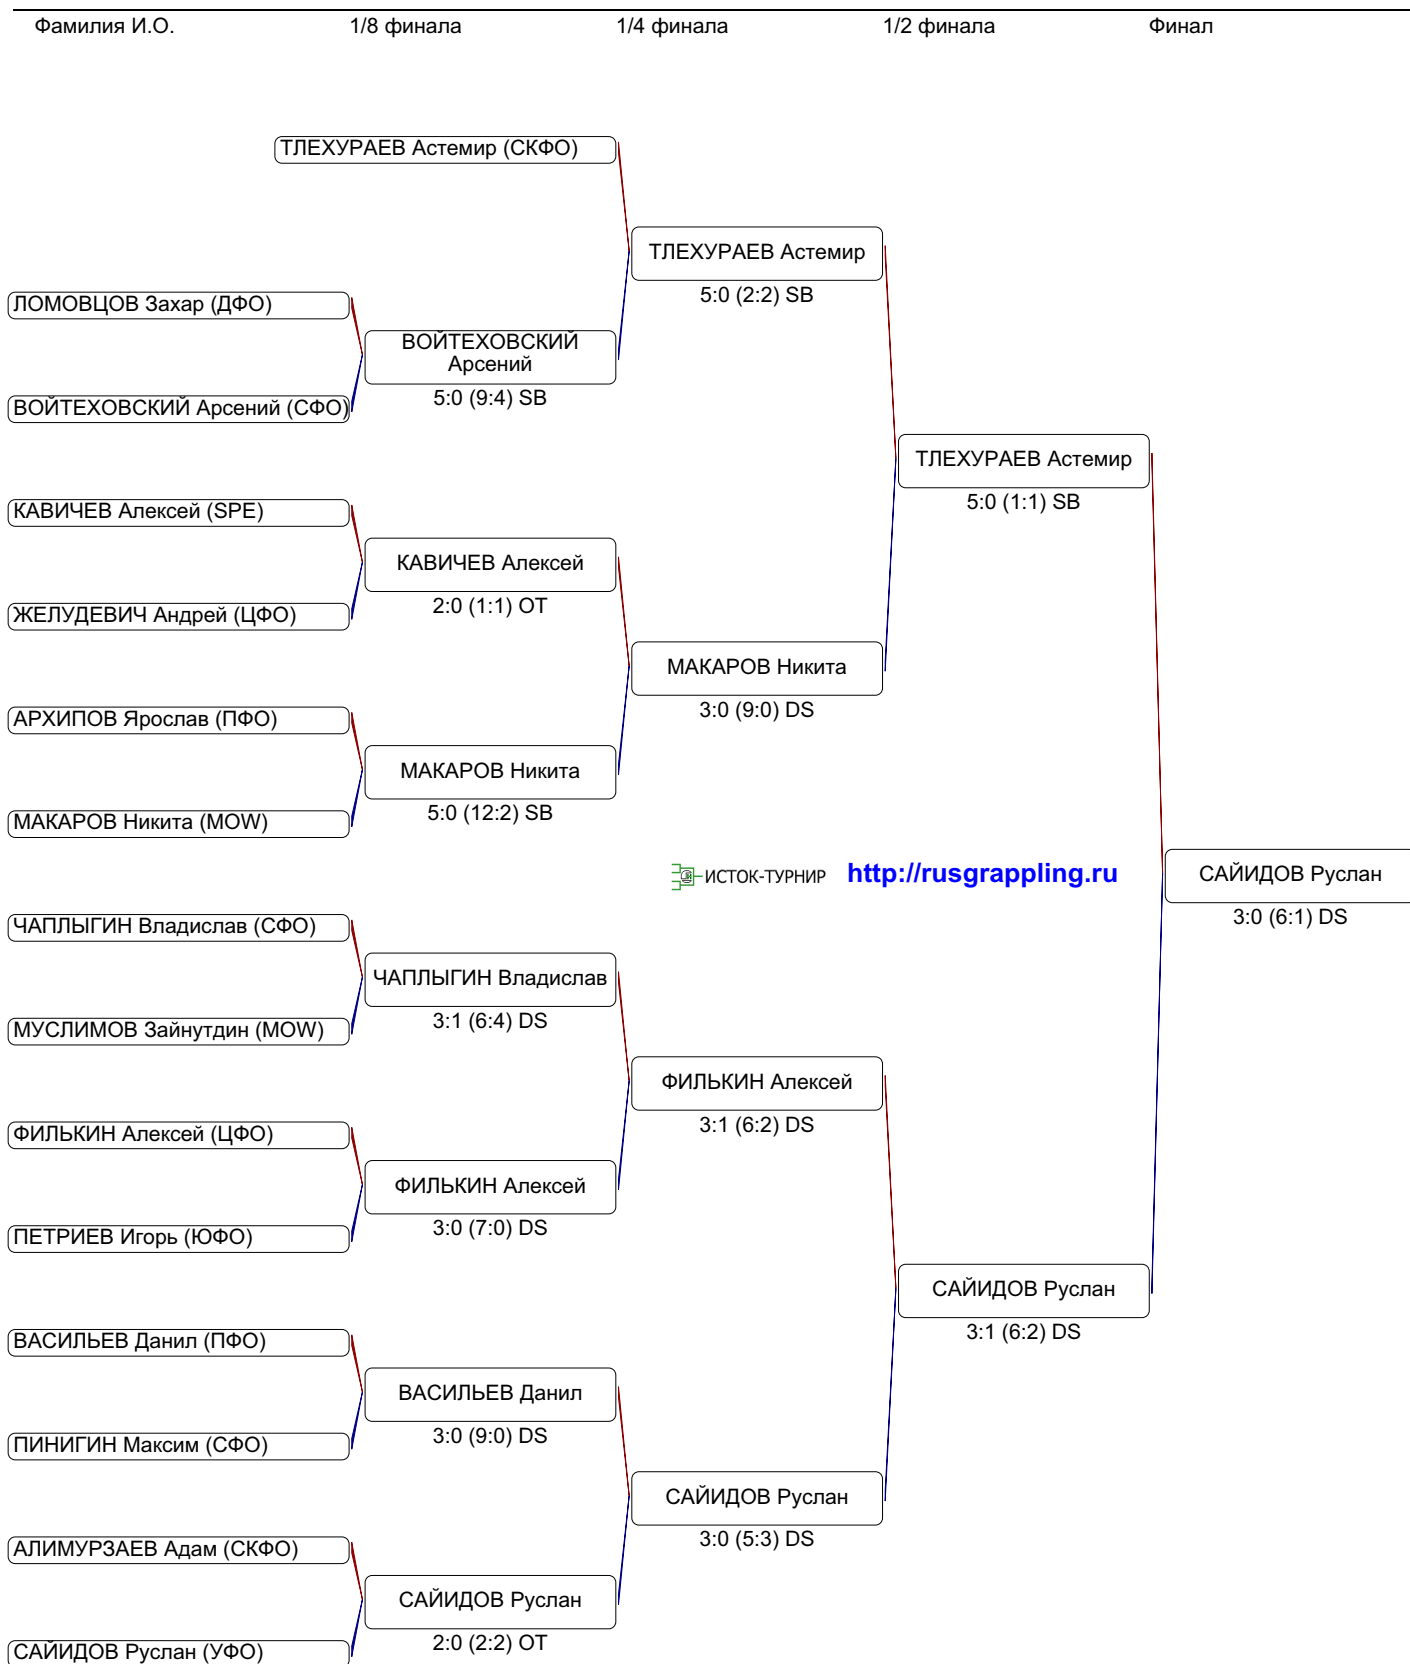 Фамилия И.О.
1/8 финала
1/4 финала
1/2 финала
Финал
ТЛЕХУРАЕВ Астемир (СКФО)
ТЛЕХУРАЕВ Астемир
5:0 (2:2) SB
ЛОМОВЦОВ Захар (ДФО)
ВОЙТЕХОВСКИЙ
Арсений
5:0 (9:4) SB
ВОЙТЕХОВСКИЙ Арсений (СФО)
ТЛЕХУРАЕВ Астемир
5:0 (1:1) SB
КАВИЧЕВ Алексей (SPE)
КАВИЧЕВ Алексей
2:0 (1:1) OT
ЖЕЛУДЕВИЧ Андрей (ЦФО)
МАКАРОВ Никита
3:0 (9:0) DS
АРХИПОВ Ярослав (ПФО)
МАКАРОВ Никита
5:0 (12:2) SB
МАКАРОВ Никита (MOW)
ИСТОК-ТУРНИР
http://rusgrappling.ru
САЙИДОВ Руслан
3:0 (6:1) DS
ЧАПЛЫГИН Владислав (СФО)
ЧАПЛЫГИН Владислав
3:1 (6:4) DS
МУСЛИМОВ Зайнутдин (MOW)
ФИЛЬКИН Алексей
3:1 (6:2) DS
ФИЛЬКИН Алексей (ЦФО)
ФИЛЬКИН Алексей
3:0 (7:0) DS
ПЕТРИЕВ Игорь (ЮФО)
САЙИДОВ Руслан
3:1 (6:2) DS
ВАСИЛЬЕВ Данил (ПФО)
ВАСИЛЬЕВ Данил
3:0 (9:0) DS
ПИНИГИН Максим (СФО)
САЙИДОВ Руслан
3:0 (5:3) DS
АЛИМУРЗАЕВ Адам (СКФО)
САЙИДОВ Руслан
2:0 (2:2) OT
САЙИДОВ Руслан (УФО)